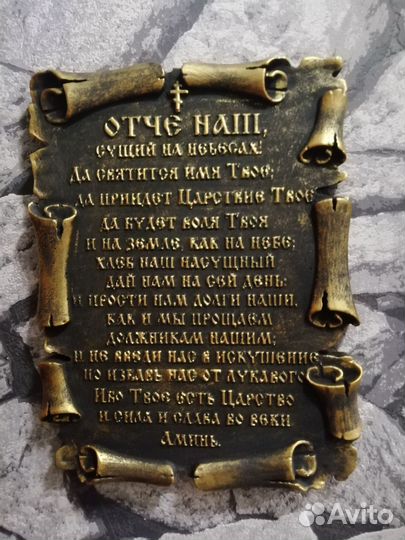 ОТЧЕ НАШ,
СУЩИЙ НА НЕБЕСАХ!
ДА СВЯТИТСЯ ИМЯ ТВОЕ;
ДА ПРИИДЕТ ЦАРСТВИЕ ТВОЕ
ДА БУДЕТ ВОЛЯ ТВОЯ
И НА ЗЕМЛЕ, КАК НА НЕБЕ;
ХЛЕБ НАШ НАСУЩНЫЙ
ДАЙ НАМ НА СЕЙ ДЕНЬ;
И ПРОСТИ НАМ ДОЛГИ НАШИ,
КАК И МЫ ПРОЩАЕМ
ДОЛЖНИКАМ НАШИМ;
И НЕ ВВЕДИ НАС В ИСКУШЕНИЕ
НО ИЗБАВЬ НАС ОТ ЛУКАВОГО
ИБО ТВОЕ ЕСТЬ ЦАРСТВО
И СИЛА И СЛАВА ВО ВЕКИ
АМИНЬ.
Avito